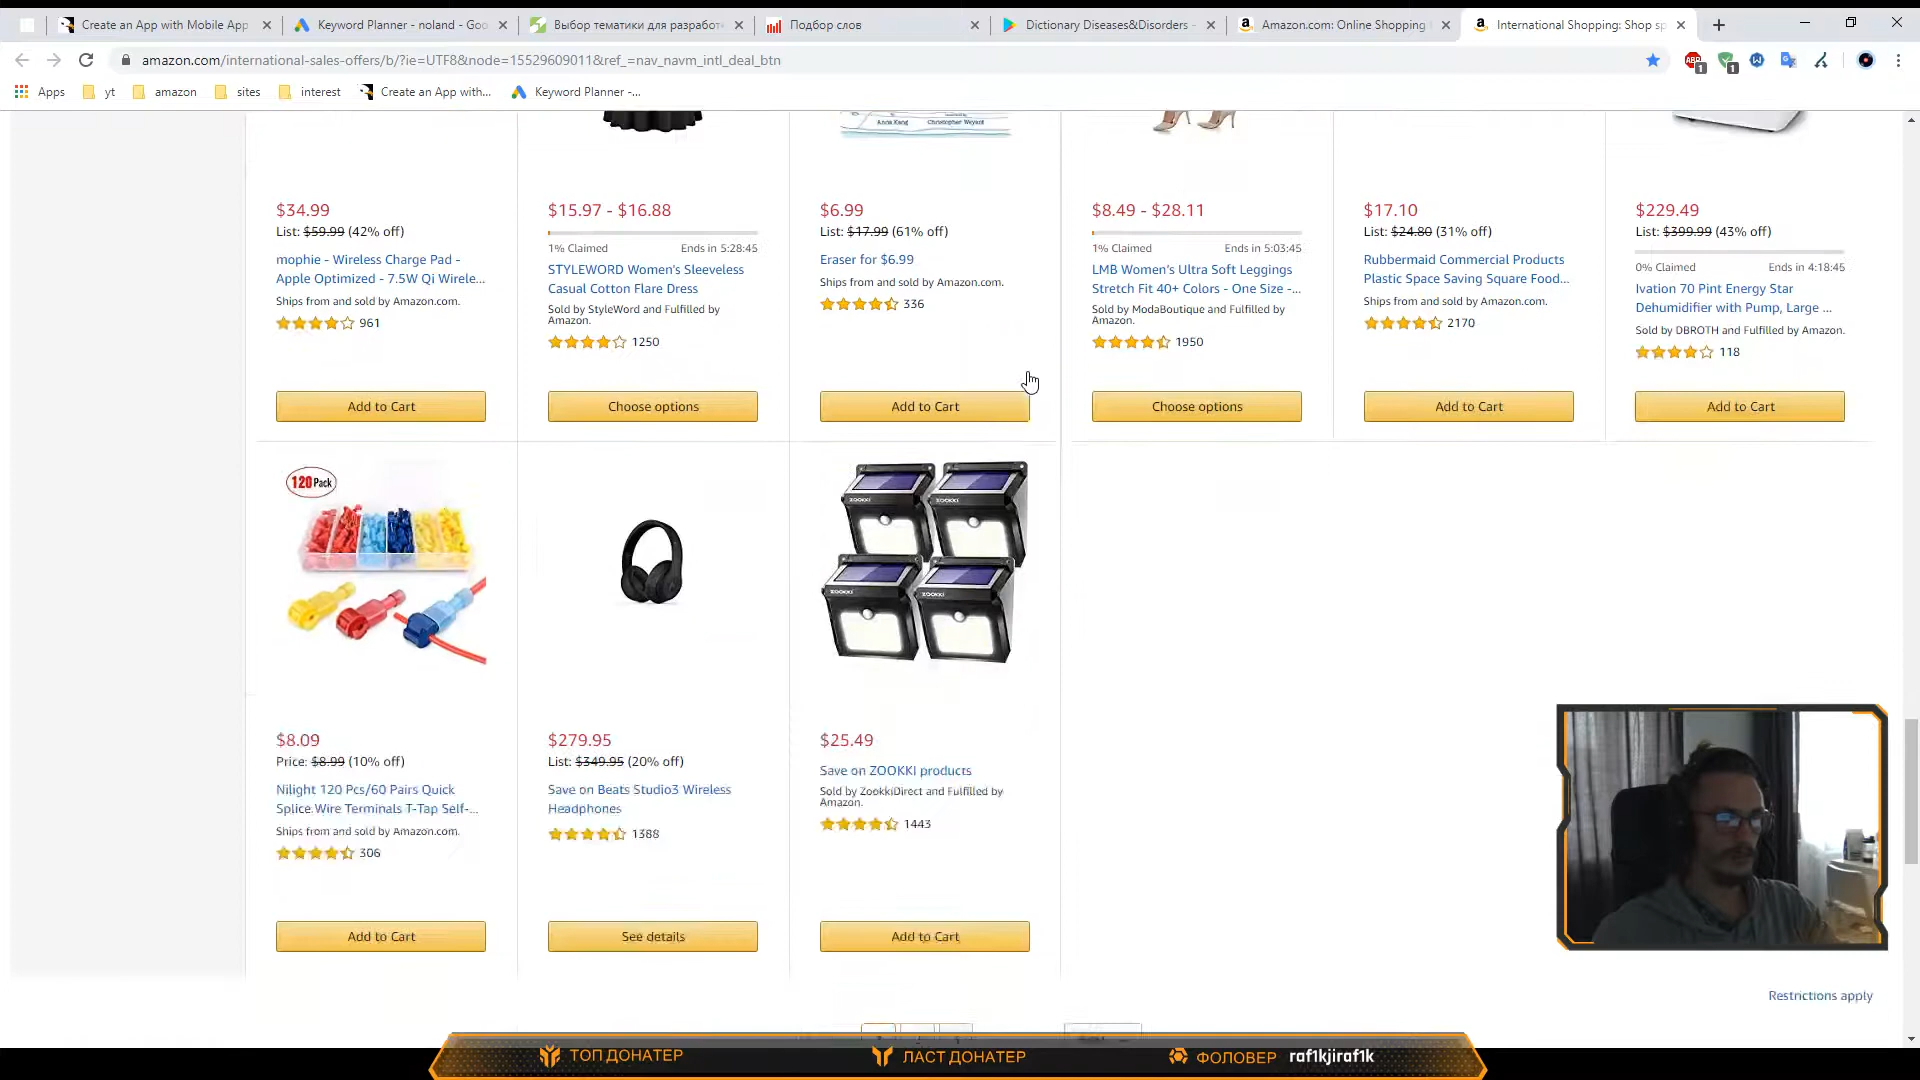 Create an App with Mobile App
Keyword Planner - noland - Goo
Выбор тематики для разработ
Подбор слов
Dictionary Diseases&Disorders -
Amazon.com: Online Shopping
International Shopping: Shop sp
amazon.com/international-sales-offers/b/?ie=UTF8&node=15529609011&ref_=nav_navm_intl_deal_btn
Apps
yt
amazon
sites
interest
Create an App with...
Keyword Planner -...
Anna Kang
Christopher Weyant
$34.99
List: $59.99 (42% off)
mophie - Wireless Charge Pad -
Apple Optimized - 7.5W Qi Wirele...
Ships from and sold by Amazon.com.
961
Add to Cart
$15.97 - $16.88
1% Claimed
Ends in 5:28:45
STYLEWORD Women's Sleeveless
Casual Cotton Flare Dress
Sold by StyleWord and Fulfilled by
Amazon.
1250
Choose options
$6.99
List: $17.99 (61% off)
Eraser for $6.99
Ships from and sold by Amazon.com.
336
Add to Cart
$8.49 - $28.11
1% Claimed
Ends in 5:03:45
LMB Women's Ultra Soft Leggings
Stretch Fit 40+ Colors - One Size -...
Sold by ModaBoutique and Fulfilled by
Amazon.
1950
Choose options
$17.10
List: $24.80 (31% off)
Rubbermaid Commercial Products
Plastic Space Saving Square Food...
Ships from and sold by Amazon.com.
2170
Add to Cart
$229.49
List: $399.99 (43% off)
0% Claimed
Ends in 4:18:45
Ivation 70 Pint Energy Star
Dehumidifier with Pump, Large ...
Sold by DBROTH and Fulfilled by Amazon.
118
Add to Cart
120 Pack
$8.09
Price: $8.99 (10% off)
Nilight 120 Pcs/60 Pairs Quick
Splice Wire Terminals T-Tap Self-...
Ships from and sold by Amazon.com.
306
Add to Cart
$279.95
List: $349.95 (20% off)
Save on Beats Studio3 Wireless
Headphones
1388
See details
ZOOKKI
ZOOKKI
ZOOKKI
ZOOKKI
$25.49
Save on ZOOKKI products
Sold by ZookkiDirect and Fulfilled by
Amazon.
1443
Add to Cart
Restrictions apply
ТОП ДОНАТЕР
ЛАСТ ДОНАТЕР
ФОЛОВЕР raf1kjiraf1k